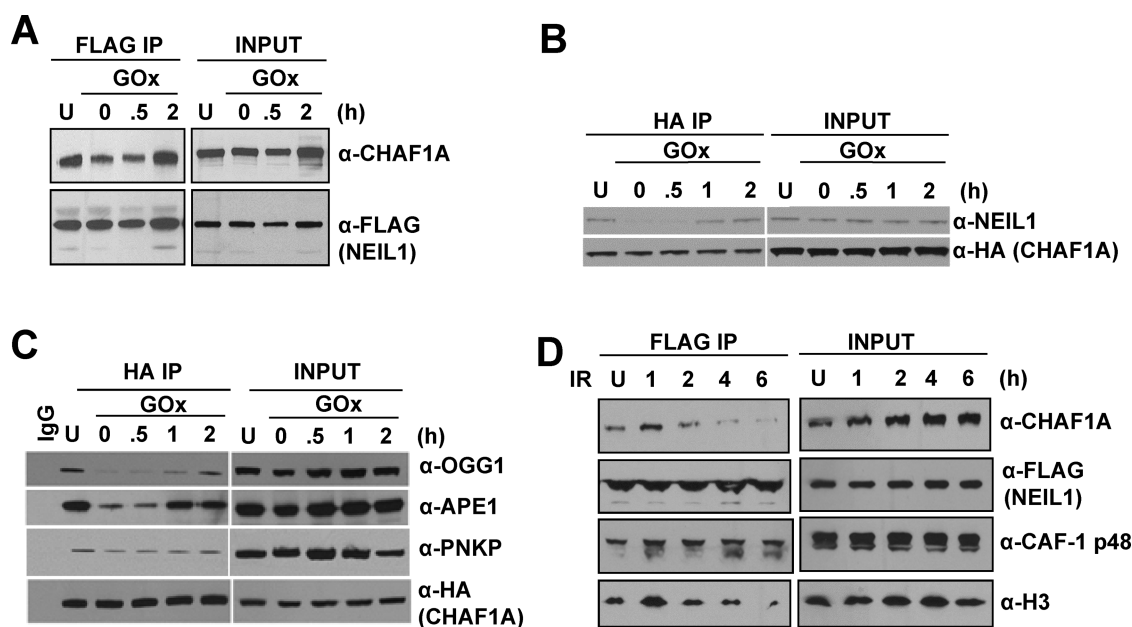 A
FLAG IP INPUT
GOx GOx
U 0 .5 2 U 0 .5 2 (h)
α-CHAF1A
α-FLAG
(NEIL1)
B
HA IP INPUT
GOx GOx
U 0 .5 1 2 U 0 .5 1 2 (h)
α-NEIL1
α-HA (CHAF1A)
C
HA IP INPUT
GOx GOx
IgG U 0 .5 1 2 U 0 .5 1 2 (h)
α-OGG1
α-APE1
α-PNKP
α-HA
(CHAF1A)
D
FLAG IP INPUT
IR U 1 2 4 6 U 1 2 4 6 (h)
α-CHAF1A
α-FLAG
(NEIL1)
α-CAF-1 p48
α-H3